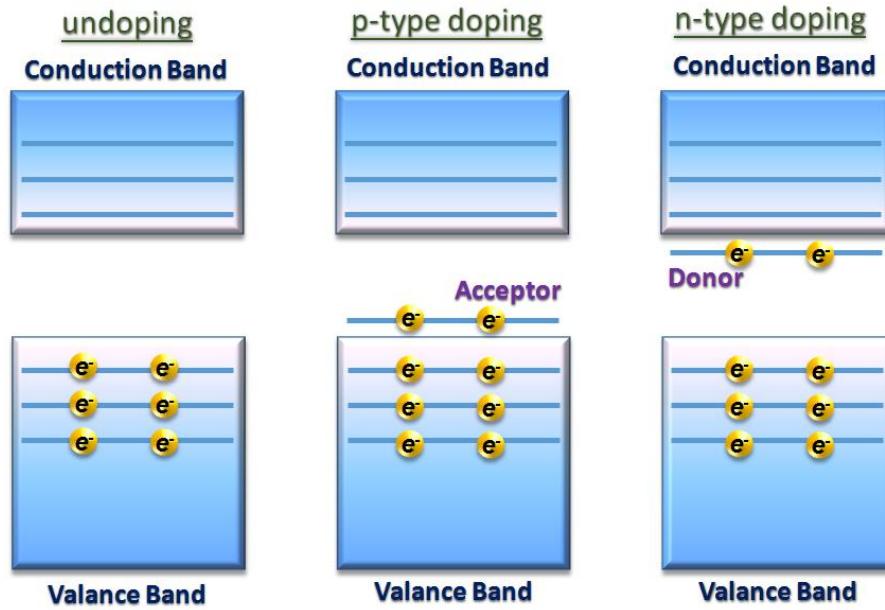 undoping
Conduction Band
e- e-
e- e-
e- e-
Valance Band
p-type doping
Conduction Band
Acceptor
e- e-
e- e-
e- e-
e- e-
Valance Band
n-type doping
Conduction Band
e- e-
Donor
e- e-
e- e-
e- e-
Valance Band